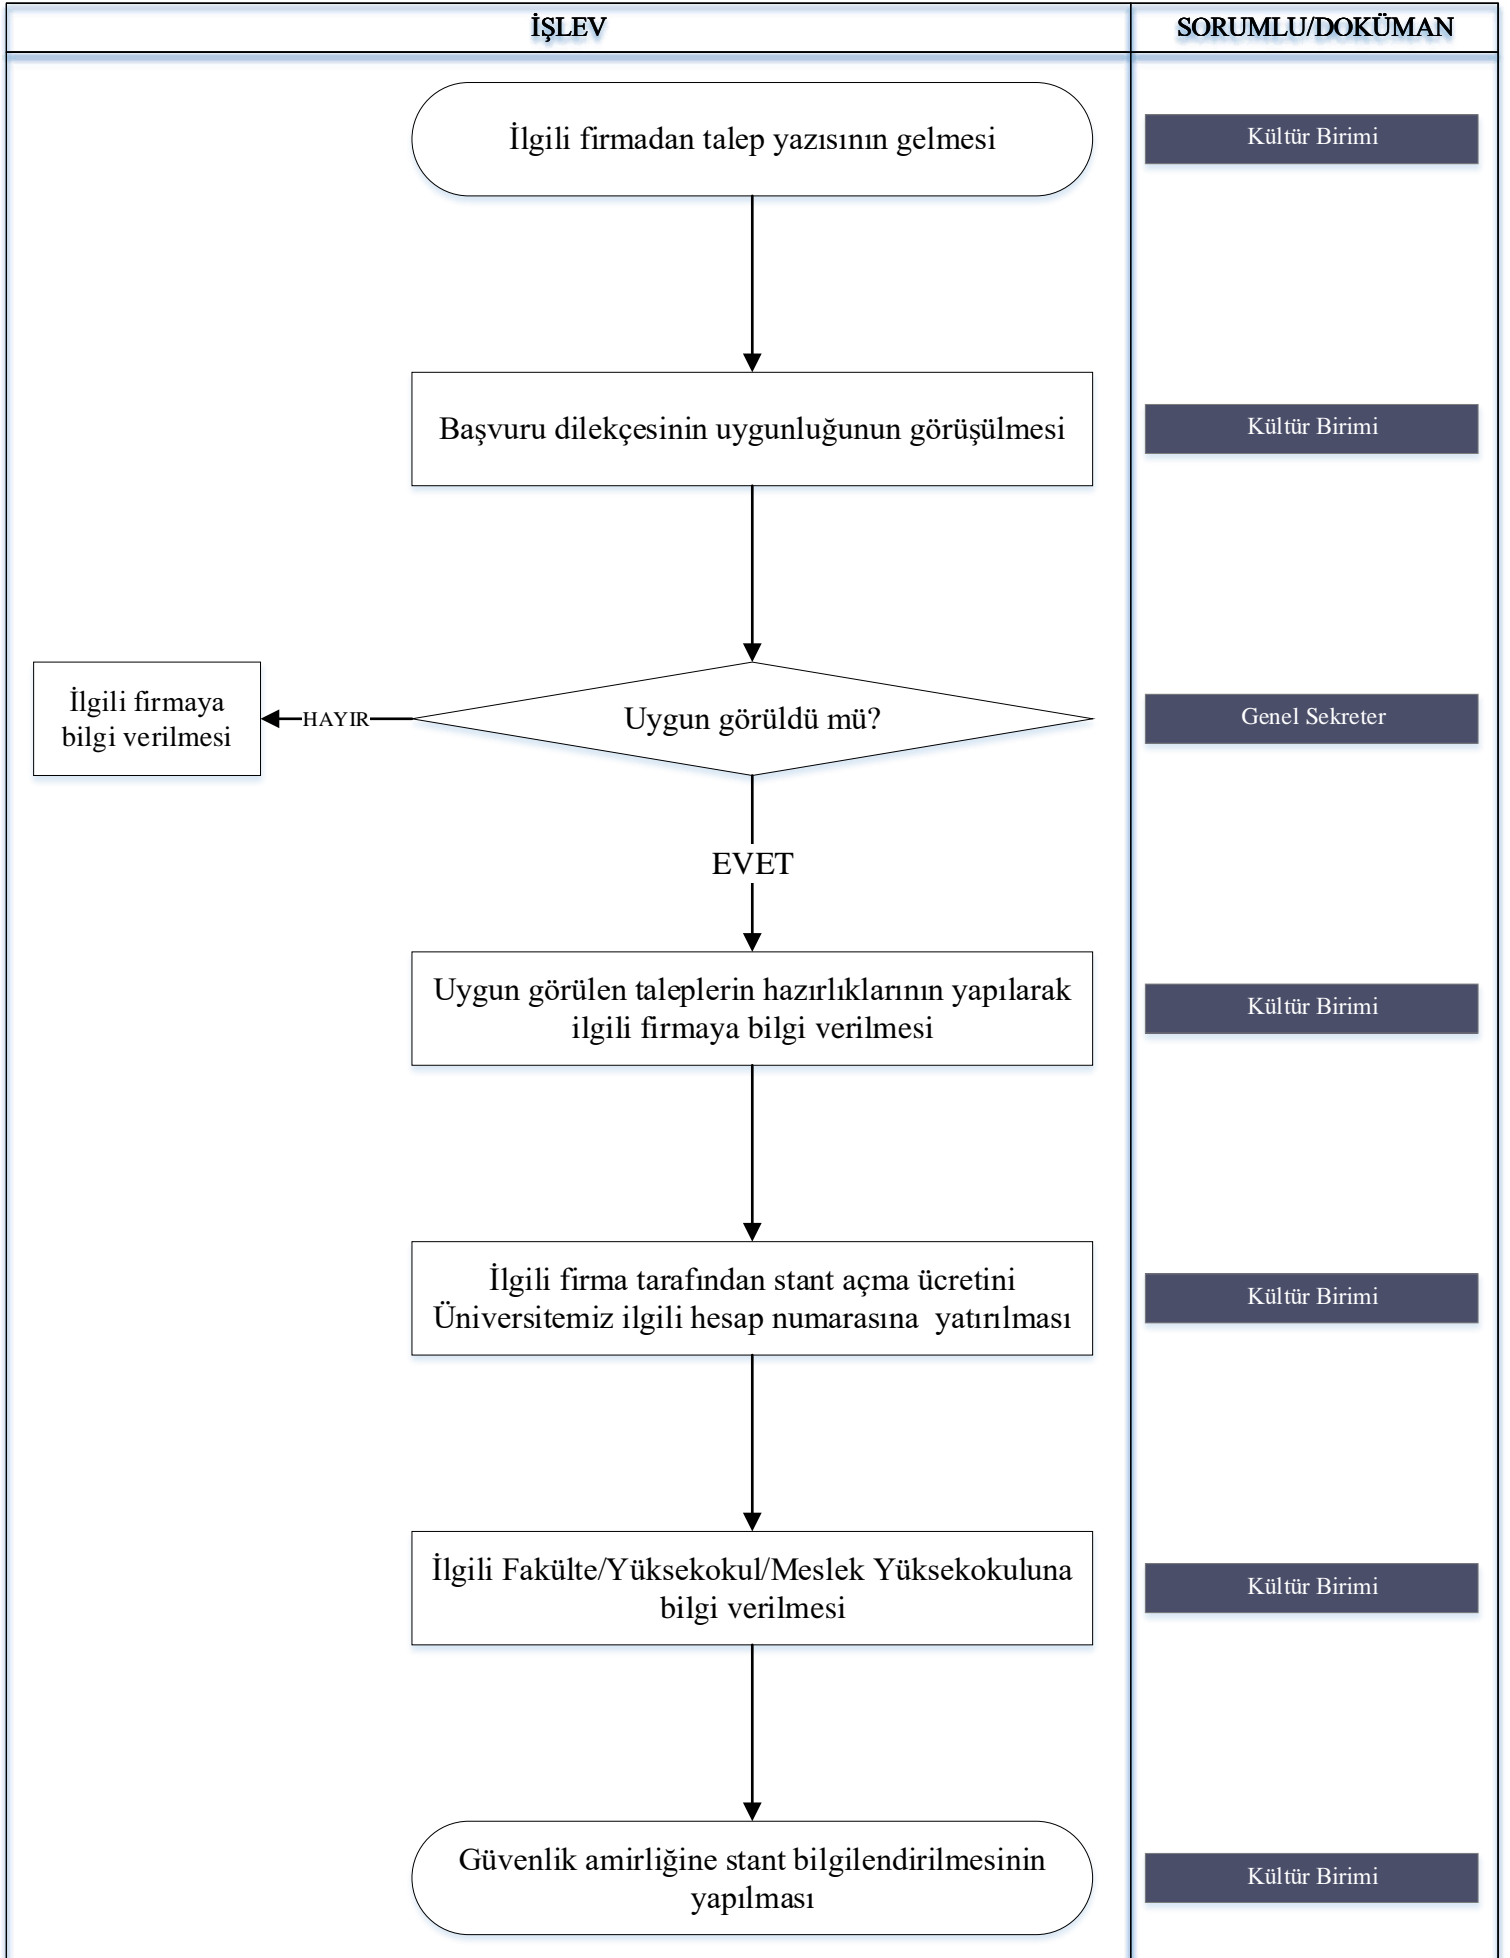 İŞLEV
SORUMLU/DOKÜMAN
İlgili firmadan talep yazısının gelmesi
Kültür Birimi
Başvuru dilekçesinin uygunluğunun görüşülmesi
Kültür Birimi
İlgili firmaya
bilgi verilmesi
HAYIR
Uygun görüldü mü?
Genel Sekreter
EVET
Uygun görülen taleplerin hazırlıklarının yapılarak
ilgili firmaya bilgi verilmesi
Kültür Birimi
İlgili firma tarafından stant açma ücretini
Üniversitemiz ilgili hesap numarasına yatırılması
Kültür Birimi
İlgili Fakülte/Yüksekokul/Meslek Yüksekokuluna
bilgi verilmesi
Kültür Birimi
Güvenlik amirliğine stant bilgilendirilmesinin
yapılması
Kültür Birimi